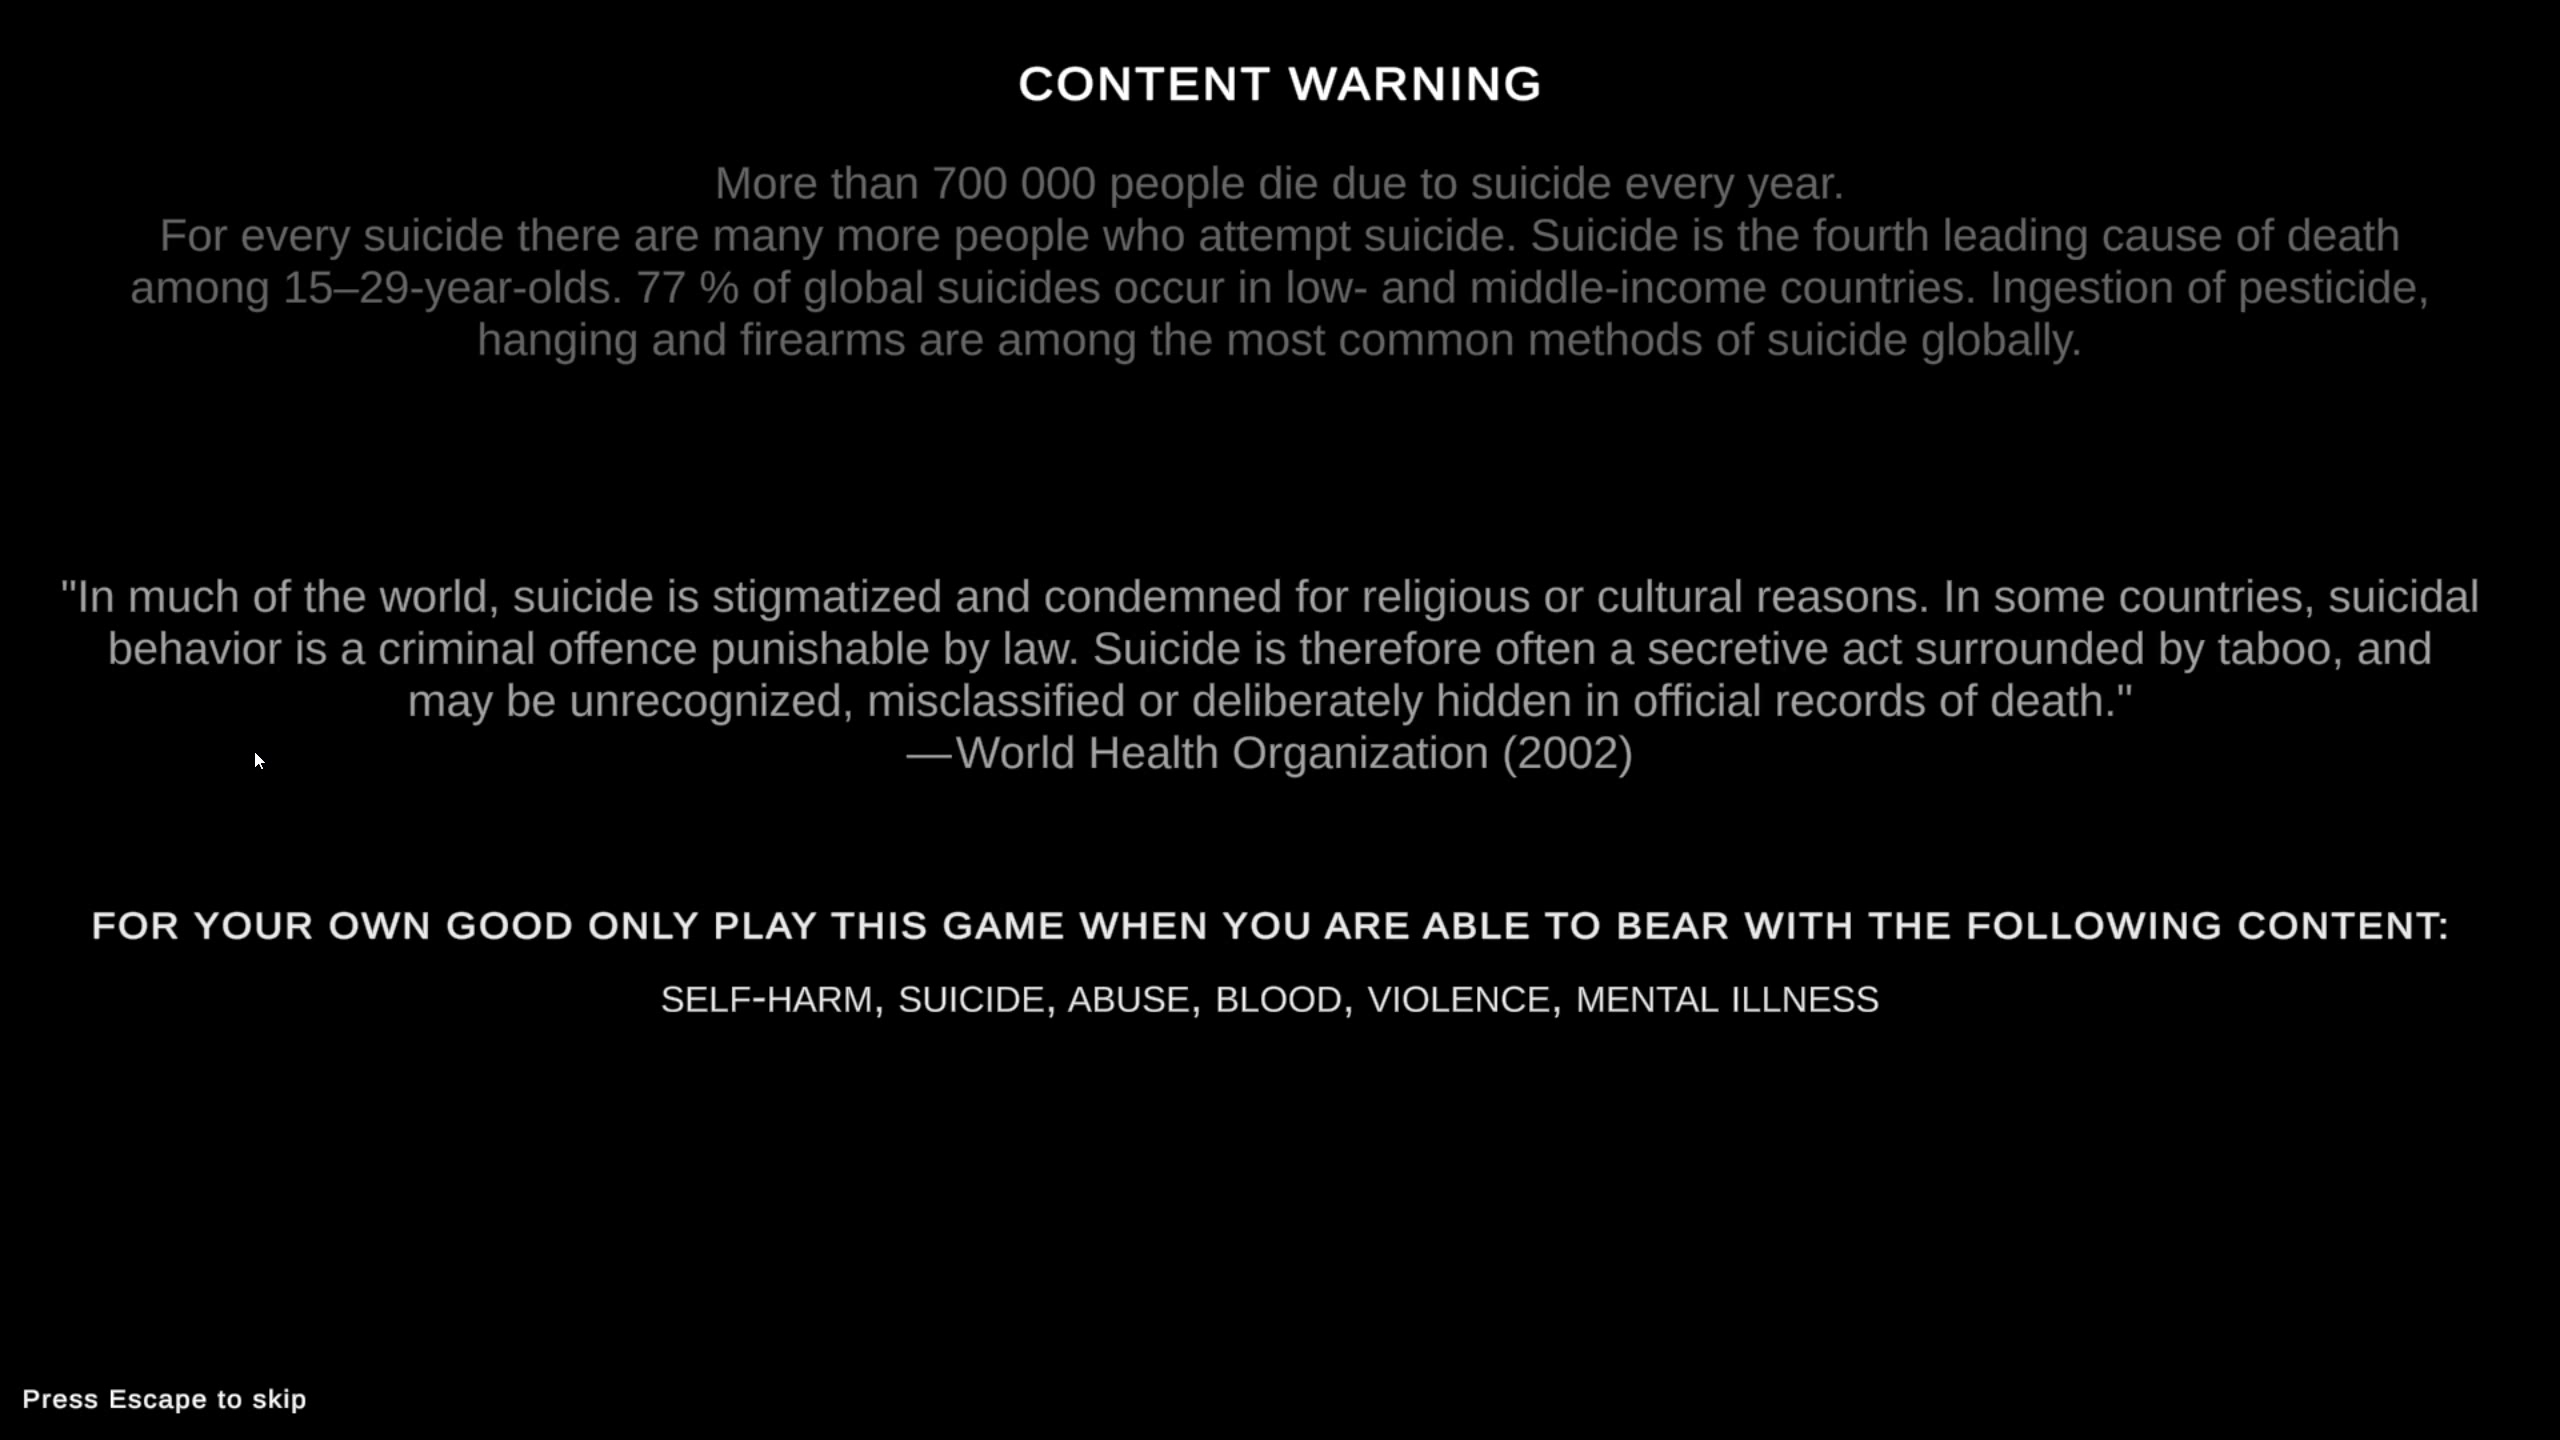 CONTENT WARNING
More than 700 000 people die due to suicide every year.
For every suicide there are many more people who attempt suicide. Suicide is the fourth leading cause of death
among 15–29-year-olds. 77 % of global suicides occur in low- and middle-income countries. Ingestion of pesticide,
hanging and firearms are among the most common methods of suicide globally.
"In much of the world, suicide is stigmatized and condemned for religious or cultural reasons. In some countries, suicidal
behavior is a criminal offence punishable by law. Suicide is therefore often a secretive act surrounded by taboo, and
may be unrecognized, misclassified or deliberately hidden in official records of death."
—World Health Organization (2002)
FOR YOUR OWN GOOD ONLY PLAY THIS GAME WHEN YOU ARE ABLE TO BEAR WITH THE FOLLOWING CONTENT:
SELF-HARM, SUICIDE, ABUSE, BLOOD, VIOLENCE, MENTAL ILLNESS
Press Escape to skip